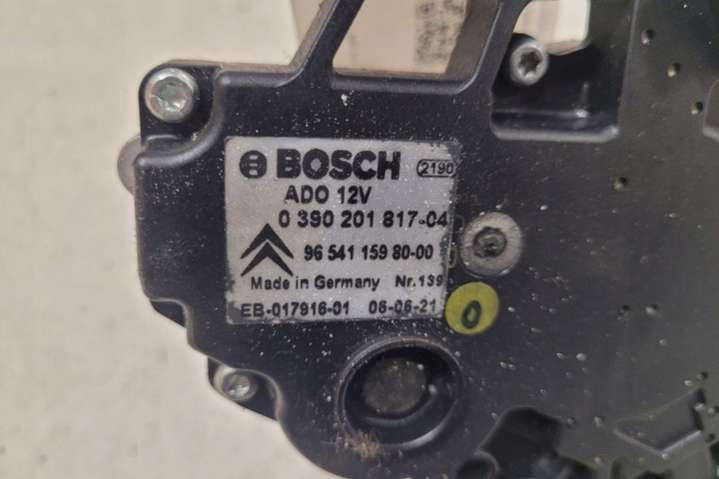 BOSCH 2190
ADO 12V
0 390 201 817-04
96 541 159 80-00
Made in Germany Nr.139
EB-017916-01 06-06-21
0